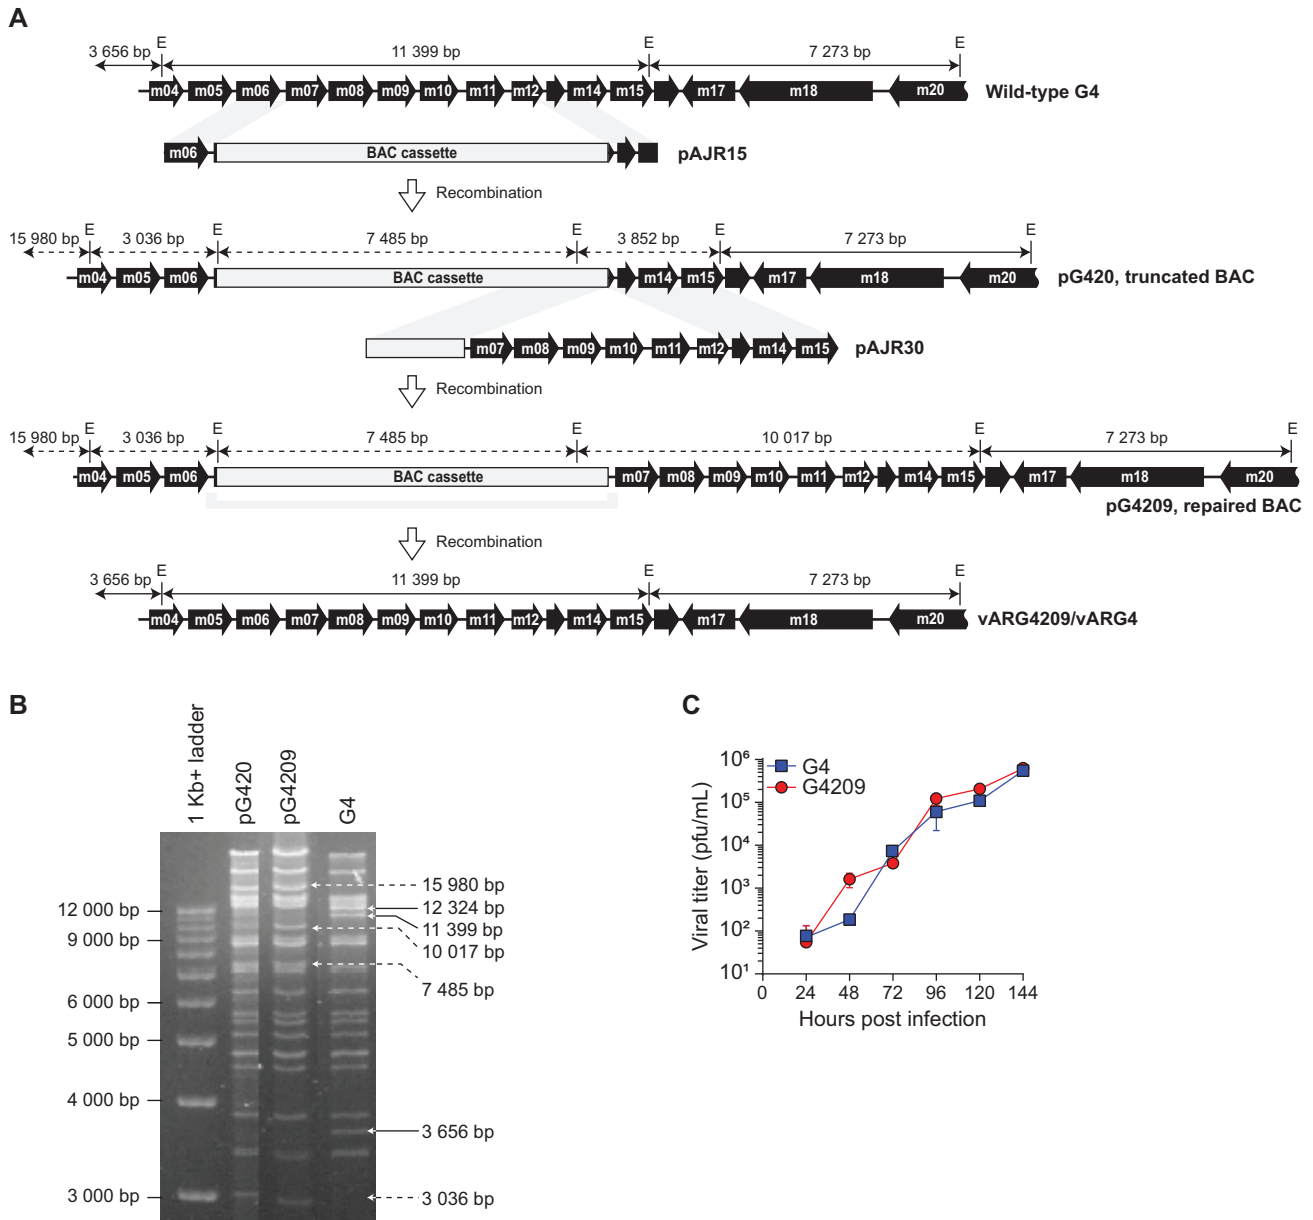 A
3 656 bp E 11 399 bp E 7 273 bp E
m04 m05 m06 m07 m08 m09 m10 m11 m12 m14 m15 m17 m18 m20 Wild-type G4
m06 BAC cassette pAJR15
Recombination
15 980 bp E 3 036 bp E 7 485 bp E 3 852 bp E 7 273 bp E
m04 m05 m06 BAC cassette m14 m15 m17 m18 m20 pG420, truncated BAC
m07 m08 m09 m10 m11 m12 m14 m15 pAJR30
Recombination
15 980 bp E 3 036 bp E 7 485 bp E 10 017 bp E 7 273 bp E
m04 m05 m06 BAC cassette m07 m08 m09 m10 m11 m12 m14 m15 m17 m18 m20
pG4209, repaired BAC
Recombination
3 656 bp E 11 399 bp E 7 273 bp E
m04 m05 m06 m07 m08 m09 m10 m11 m12 m14 m15 m17 m18 m20 vARG4209/vARG4
B
1 Kb+ ladder
pG420
pG4209
G4
12 000 bp
9 000 bp
6 000 bp
5 000 bp
4 000 bp
3 000 bp
15 980 bp
12 324 bp
11 399 bp
10 017 bp
7 485 bp
3 656 bp
3 036 bp
C
G4
G4209
Viral titer (pfu/mL)
10⁶
10⁵
10⁴
10³
10²
10¹
0 24 48 72 96 120 144
Hours post infection